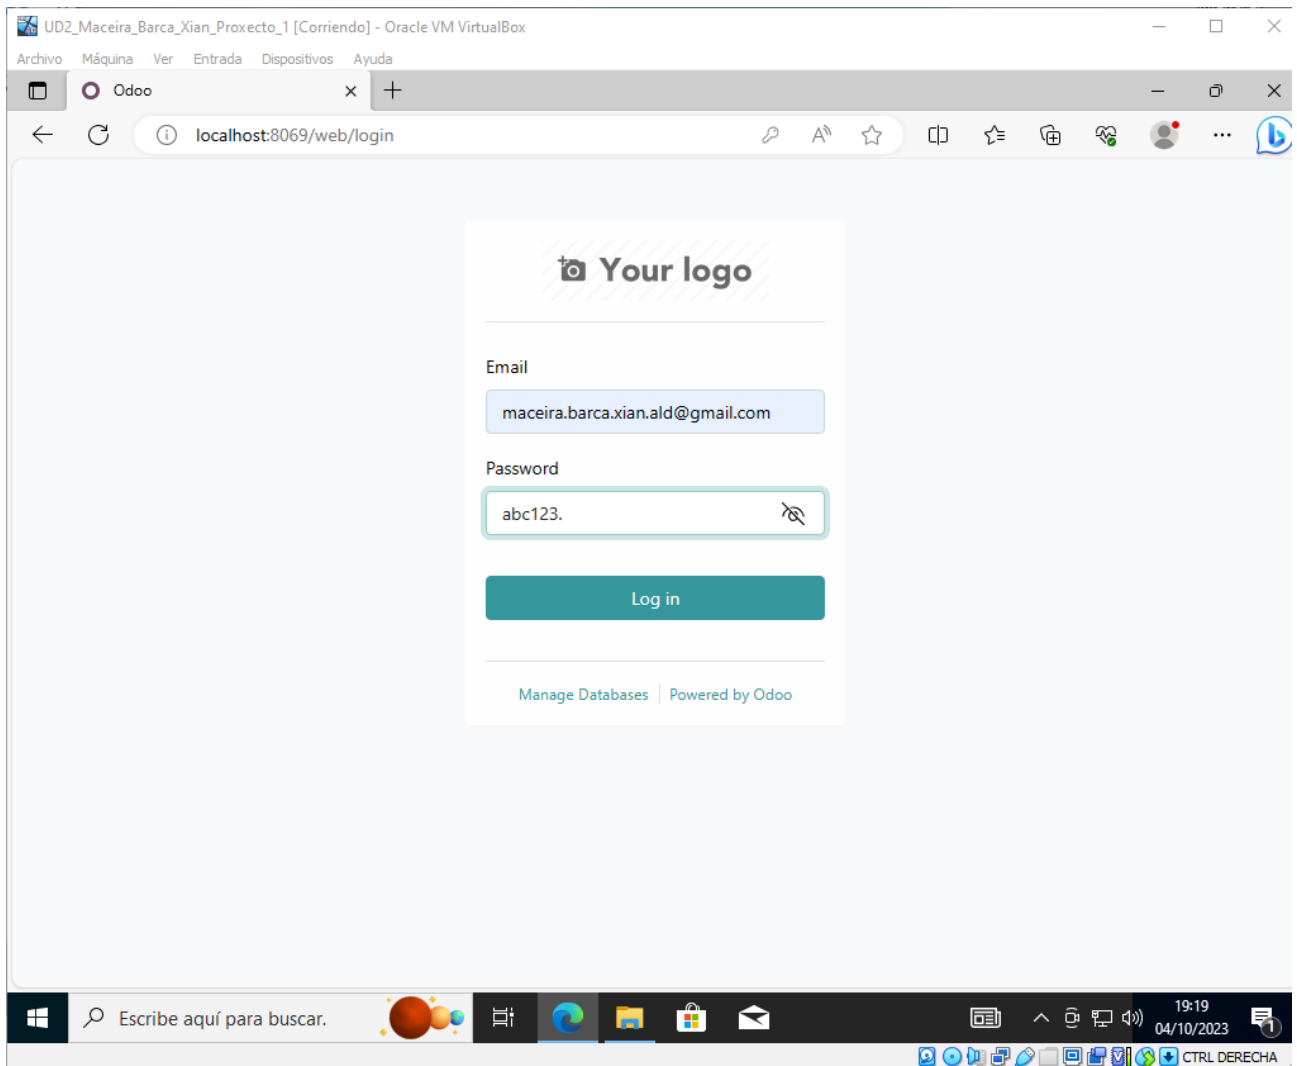 UD2_Maceira_Barca_Xian_Proxecto_1 [Corriendo] - Oracle VM VirtualBox
Archivo Máquina Ver Entrada Dispositivos Ayuda
Odoo
localhost:8069/web/login
Your logo
Email
maceira.barca.xian.ald@gmail.com
Password
abc123.
Log in
Manage Databases Powered by Odoo
Escribe aquí para buscar.
19:19
04/10/2023
1
CTRL DERECHA